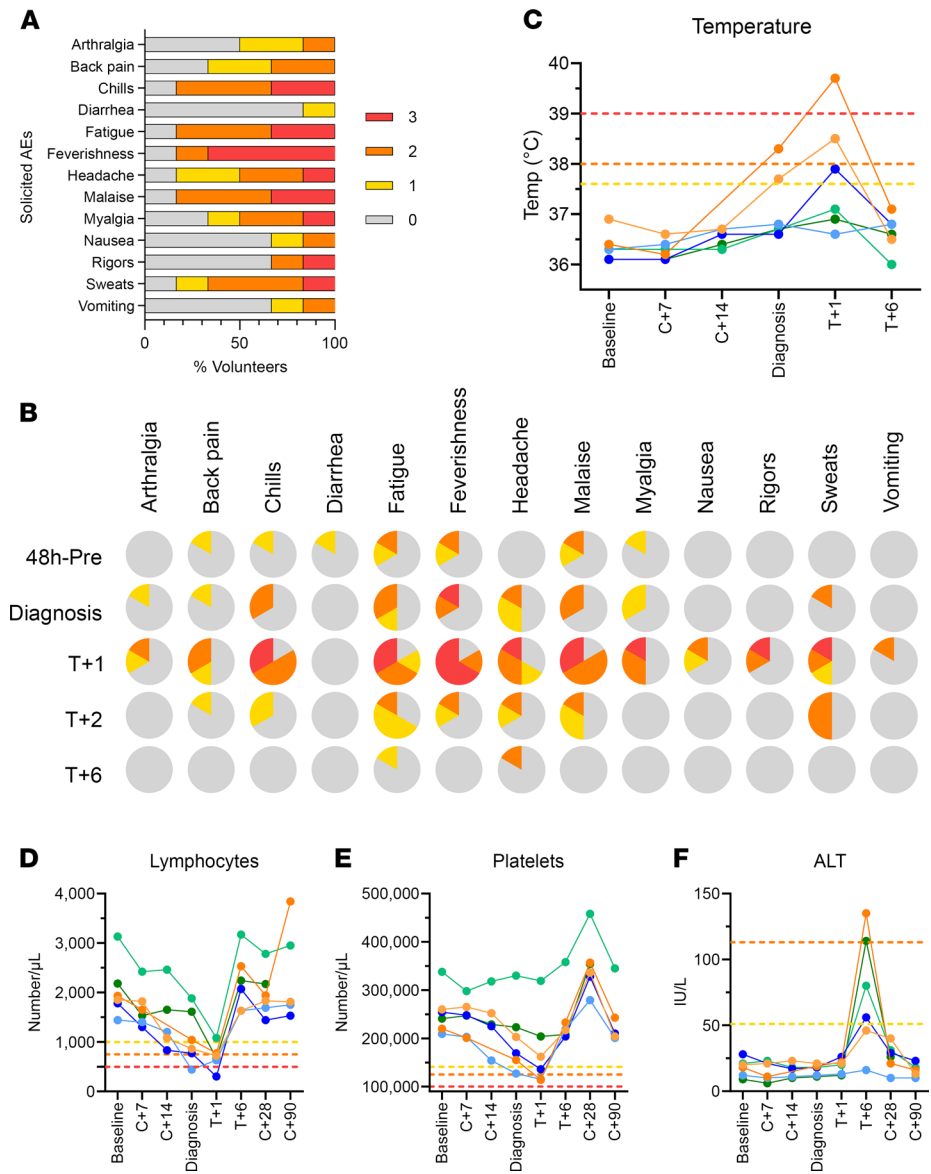 A
Solicited AEs
Arthralgia
Back pain
Chills
Diarrhea
Fatigue
Feverishness
Headache
Malaise
Myalgia
Nausea
Rigors
Sweats
Vomiting
0 50 100
% Volunteers
3
2
1
0
C
Temperature
Temp (°C)
40
39
38
37
36
Baseline
C+7
C+14
Diagnosis
T+1
T+6
B
Arthralgia
Back pain
Chills
Diarrhea
Fatigue
Feverishness
Headache
Malaise
Myalgia
Nausea
Rigors
Sweats
Vomiting
48h-Pre
Diagnosis
T+1
T+2
T+6
D
Lymphocytes
Number/µL
4,000
3,000
2,000
1,000
0
Baseline
C+7
C+14
Diagnosis
T+1
T+6
C+28
C+90
E
Platelets
Number/µL
500,000
400,000
300,000
200,000
100,000
Baseline
C+7
C+14
Diagnosis
T+1
T+6
C+28
C+90
F
ALT
IU/L
150
100
50
0
Baseline
C+7
C+14
Diagnosis
T+1
T+6
C+28
C+90